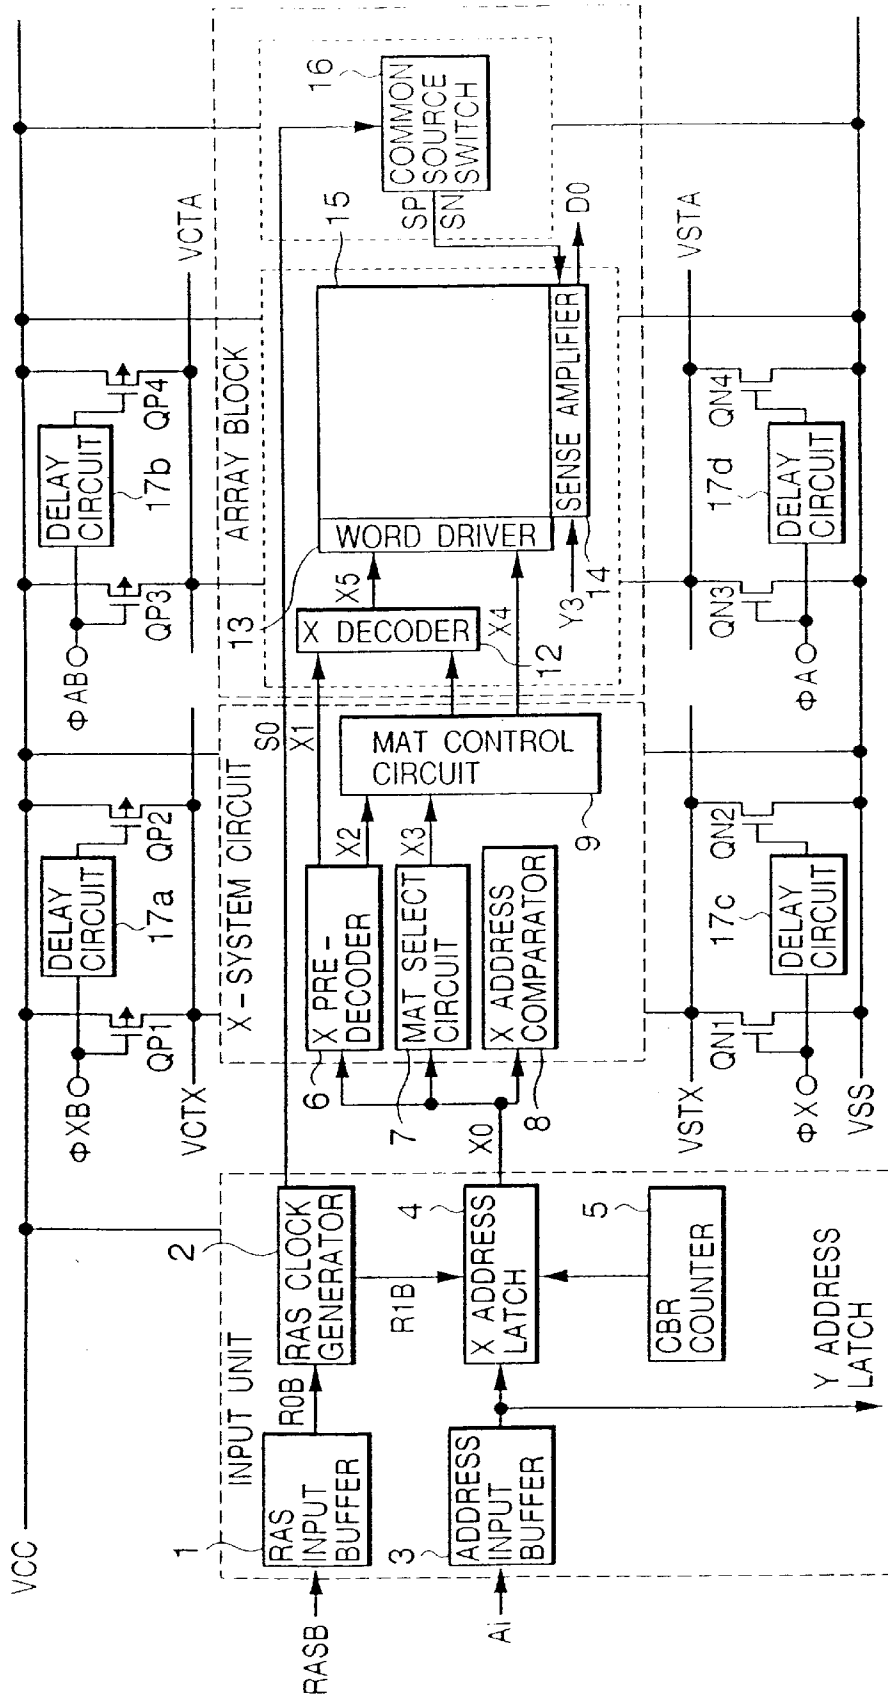 VCC
ΦXB
DELAY
CIRCUIT
17a
QP1
QP2
VCTX
ΦAB
DELAY
CIRCUIT
17b
QP3
QP4
VCTA
INPUT UNIT
1
RAS
INPUT
BUFFER
RASB
R0B
2
RAS CLOCK
GENERATOR
R1B
3
ADDRESS
INPUT
BUFFER
Ai
4
X ADDRESS
LATCH
5
CBR
COUNTER
Y ADDRESS
LATCH
X0
X-SYSTEM CIRCUIT
6
X PRE-
DECODER
7
MAT SELECT
CIRCUIT
8
X ADDRESS
COMPARATOR
X2
X3
MAT CONTROL
CIRCUIT
9
S0
X1
ARRAY BLOCK
X DECODER
12
X5
X4
13
WORD DRIVER
15
Y3
14
SENSE AMPLIFIER
D0
16
COMMON
SOURCE
SWITCH
SP
SN
VSTX
ΦX
DELAY
CIRCUIT
17c
QN1
QN2
VSS
VSTA
ΦA
DELAY
CIRCUIT
17d
QN3
QN4